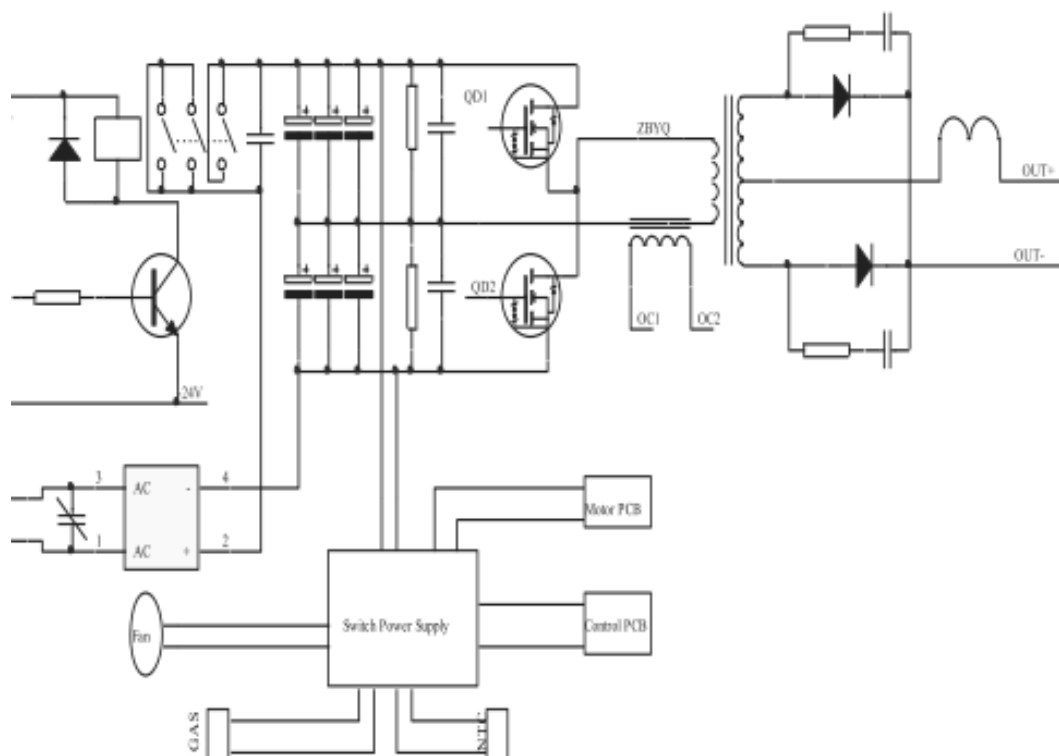 QD1
ZBYQ
OUT+
OUT-
QD2
OC1
OC2
24V
3
AC
-
4
1
AC
+
2
Motor PCB
Switch Power Supply
Control PCB
Fan
GAS
NTC